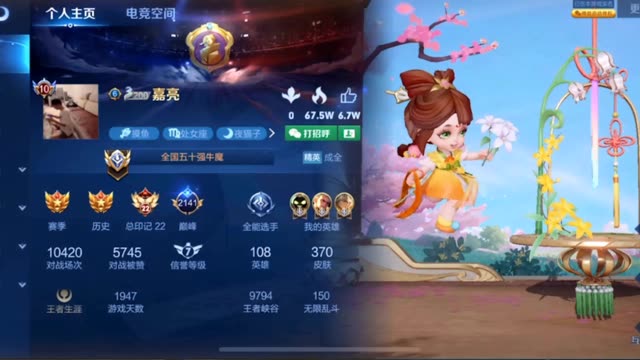 个人主页 电竞空间
10
嘉亮
0 67.5W 6.7W
摸鱼 处女座 夜猫子
打招呼
全国五十强牛魔
精英 成全
22 2141
赛季 历史 总印记 22 巅峰 全能选手 我的英雄
10420 5745 7 108 370
对战场次 对战被赞 信誉等级 英雄 皮肤
1947 9794 150
王者生涯 游戏天数 王者峡谷 无限乱斗